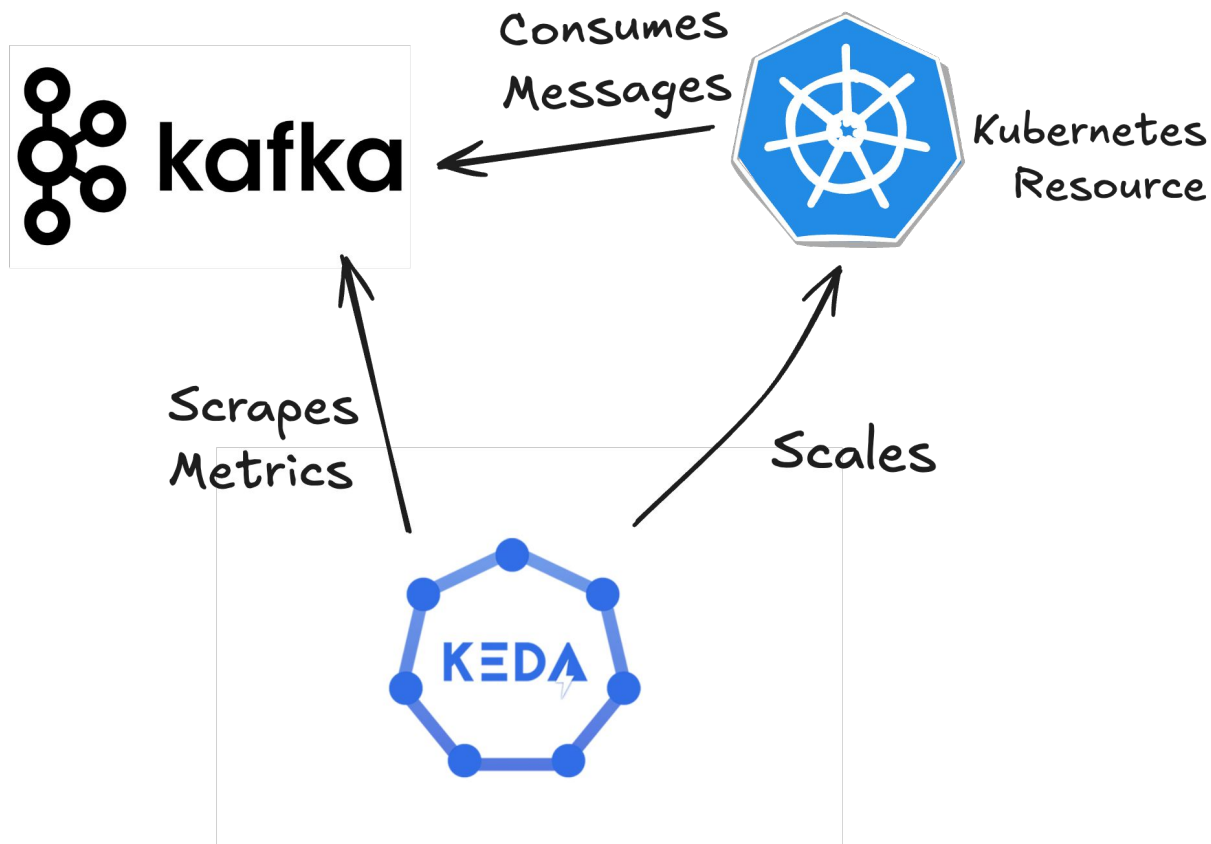 Consumes
Messages
kafka
Kubernetes
Resource
Scrapes
Metrics
Scales
KEDA